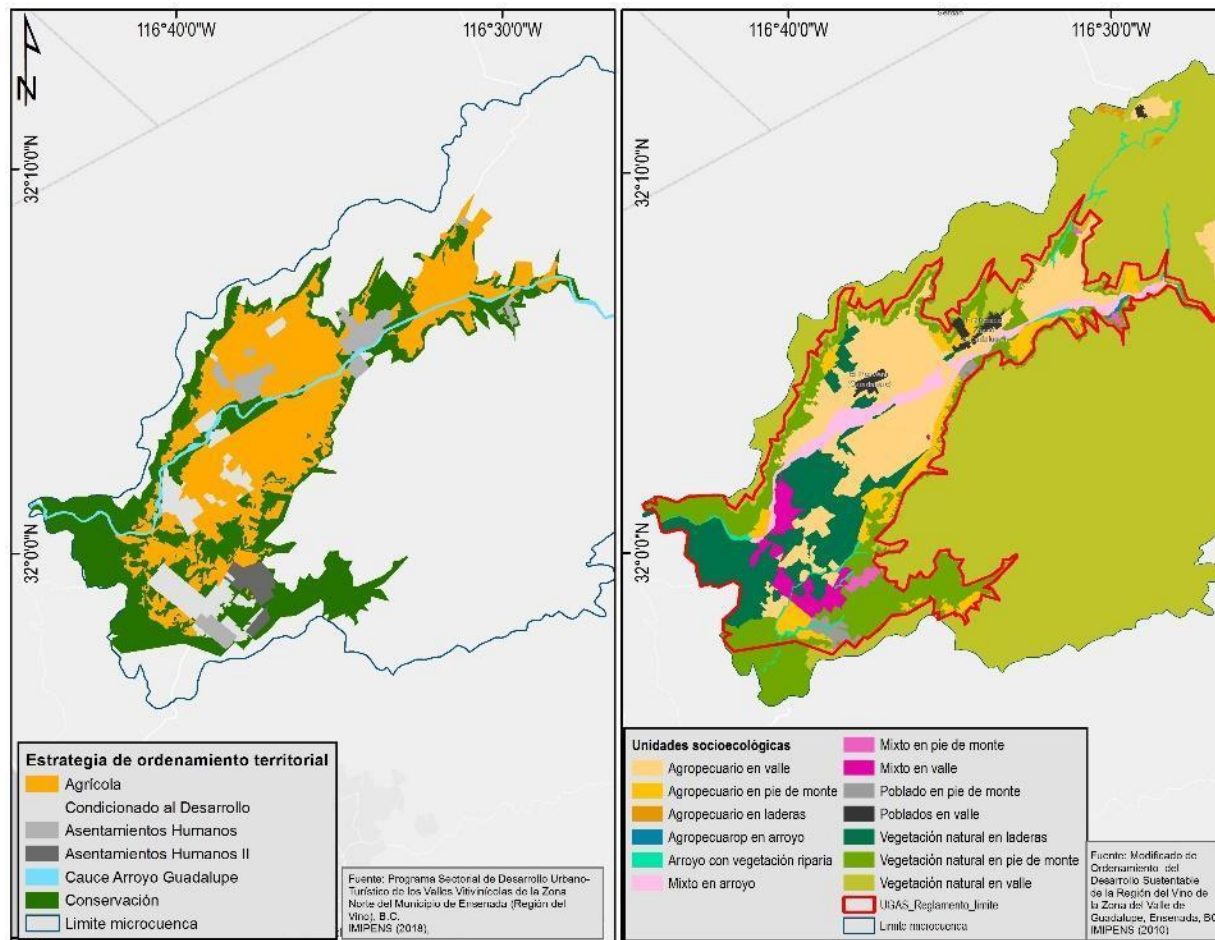 116°40'0"W
116°30'0"W
N
32°10'0"N
32°0'0"N
Estrategia de ordenamiento territorial
Agrícola
Condicionado al Desarrollo
Asentamientos Humanos
Asentamientos Humanos II
Cauce Arroyo Guadalupe
Conservación
Limite microcuenca
Fuente: Programa Sectorial de Desarrollo Urbano-
Turístico de los Valles Vitivinícolas de la Zona
Norte del Municipio de Ensenada (Región del
Vino), B.C.
IMIPENS (2018),
116°40'0"W
116°30'0"W
32°10'0"N
32°0'0"N
Unidades socioecológicas
Agropecuario en valle
Agropecuario en pie de monte
Agropecuario en laderas
Agropecuarop en arroyo
Arroyo con vegetación riparia
Mixto en arroyo
Mixto en pie de monte
Mixto en valle
Poblado en pie de monte
Poblados en valle
Vegetación natural en laderas
Vegetación natural en pie de monte
Vegetación natural en valle
UGAS_Reglamento_limite
Limite microcuenca
Fuente: Modificado de
Ordenamiento del
Desarrollo Sustentable
de la Región del Vino de
la Zona del Valle de
Guadalupe, Ensenada, BC
IMIPENS (2010)